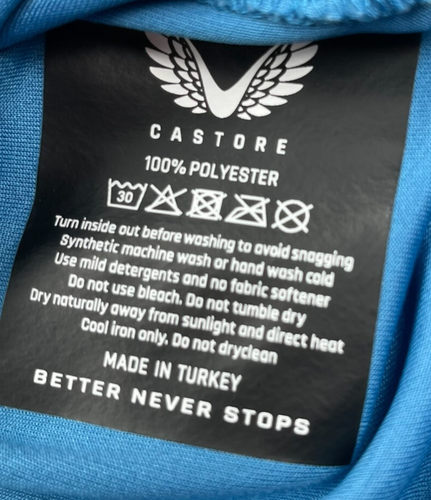 CASTORE
100% POLYESTER
30
Turn inside out before washing to avoid snagging
Synthetic machine wash or hand wash cold
Use mild detergents and no fabric softener
Do not use bleach. Do not tumble dry
Dry naturally away from sunlight and direct heat
Cool iron only. Do not dryclean
MADE IN TURKEY
BETTER NEVER STOPS